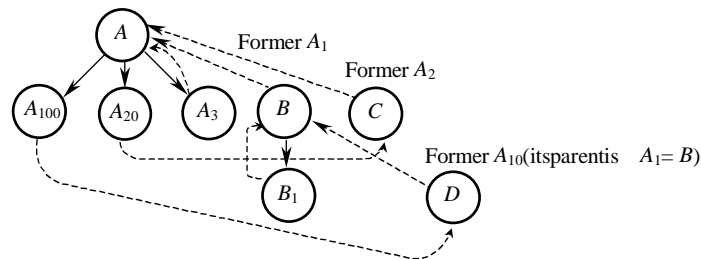 A
Former A₁
Former A₂
A₁₀₀
A₂₀
A₃
B
C
Former A₁₀(itsparentis A₁= B)
B₁
D